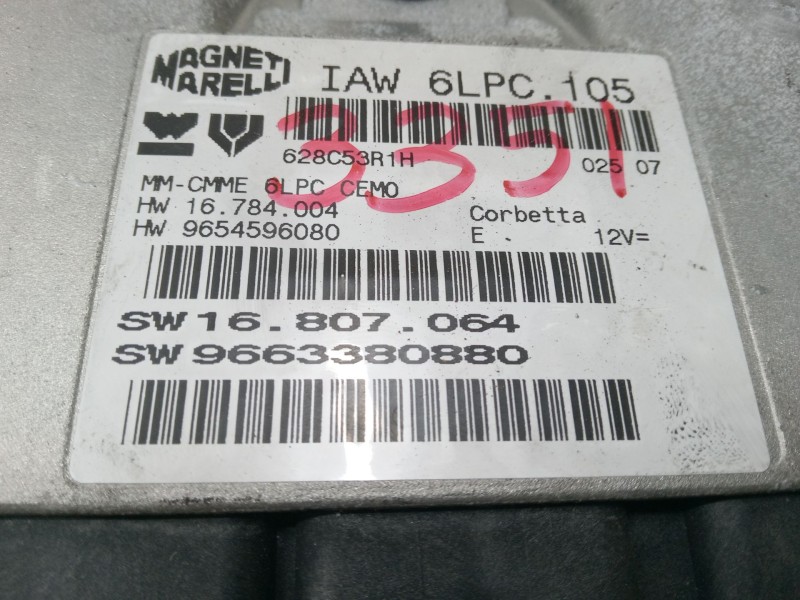 MAGNETI
MARELLI
IAW 6LPC.105
3351
628C53R1H
025 07
MM-CMME 6LPC CEM0
HW 16.784.004
Corbetta
HW 9654596080
E 12V=
SW 16.807.064
SW 9663380880